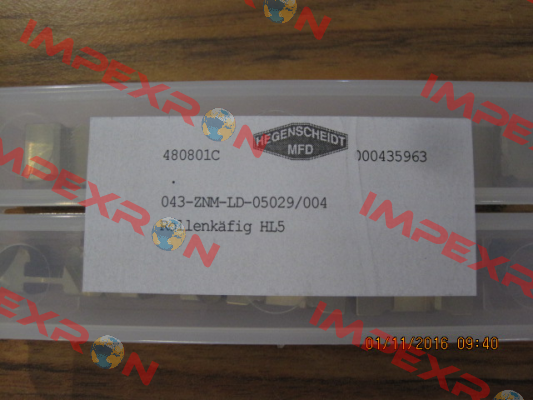 IMPEXRON
IMPEXRON
HEGENSCHEIDT
MFD
480801C
000435963
043-ZNM-LD-05029/004
Rollenkäfig HL5
IMPEXRON
IMPEXRON
01/11/2016 09:40